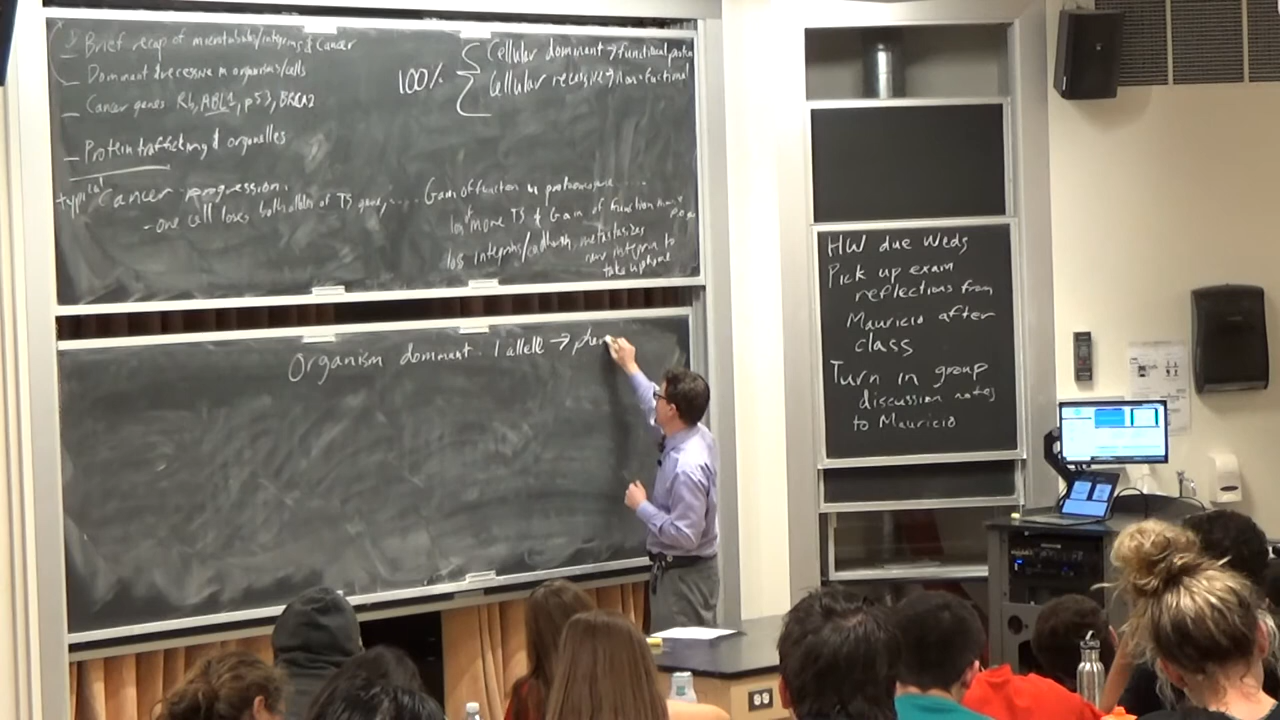 Brief recap of microtubules/integrins & Cancer
Dominant & recessive in organisms/cells
Cancer genes Rb, ABL1, p53, BRCA2
Protein trafficking & organelles
100% Cellular dominant → functional protein
Cellular recessive → non-functional
typical Cancer progression.
- one cell loses both alleles of TS gene, .... Gain of function in protooncogene ....
more TS & Gain of function
loss integrins/cadherin, metastasizes
new integrin to
take up home
Organism dominant 1 allele → phen
HW due Weds
Pick up exam
reflections from
Mauricio after
class
Turn in group
discussion notes
to Mauricio